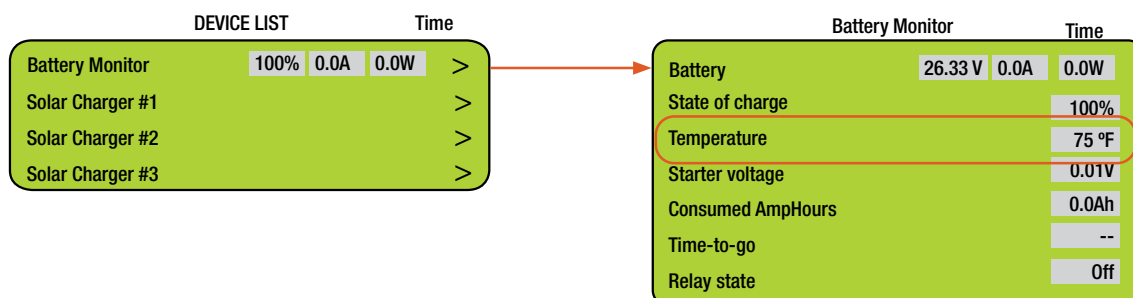 DEVICE LIST Time
Battery Monitor 100% 0.0A 0.0W >
Solar Charger #1 >
Solar Charger #2 >
Solar Charger #3 >
Battery Monitor Time
Battery 26.33 V 0.0A 0.0W
State of charge 100%
Temperature 75 ºF
Starter voltage 0.01V
Consumed AmpHours 0.0Ah
Time-to-go --
Relay state Off